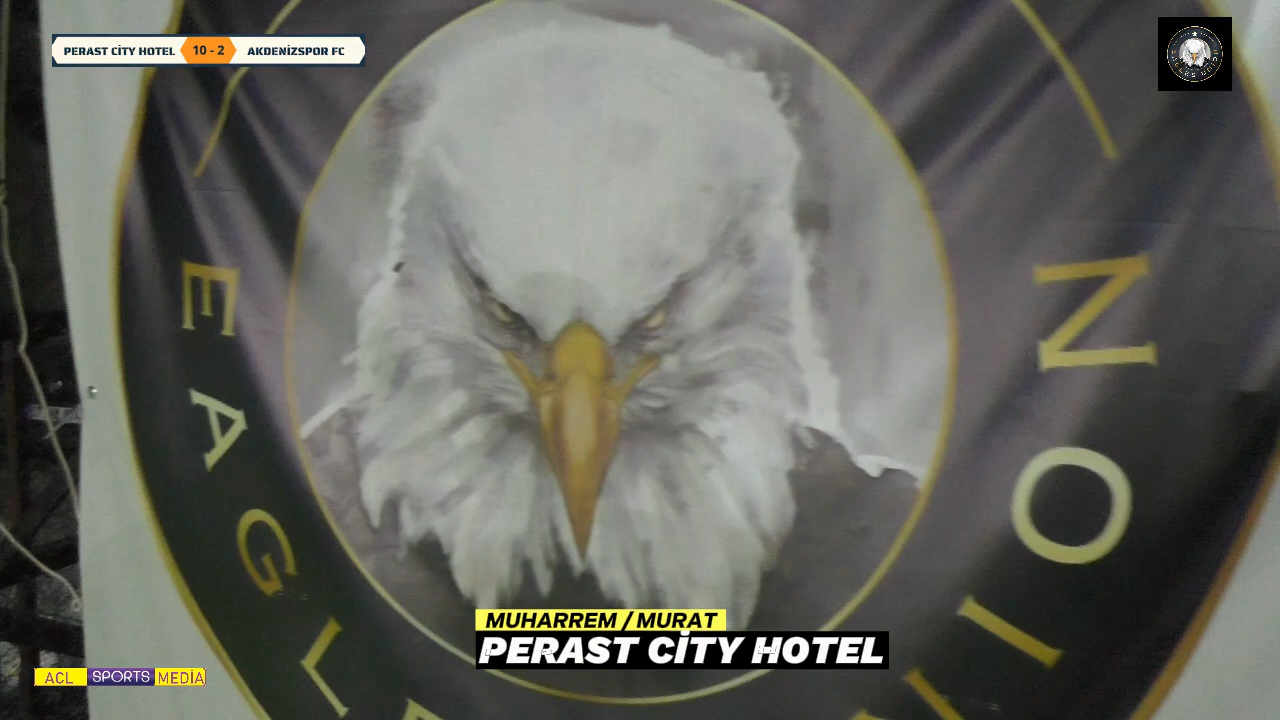 PERAST CİTY HOTEL 10 - 2 AKDENİZSPOR FC
EAGL
NOI
MUHARREM / MURAT
PERAST CİTY HOTEL
ACL SPORTS MEDİA